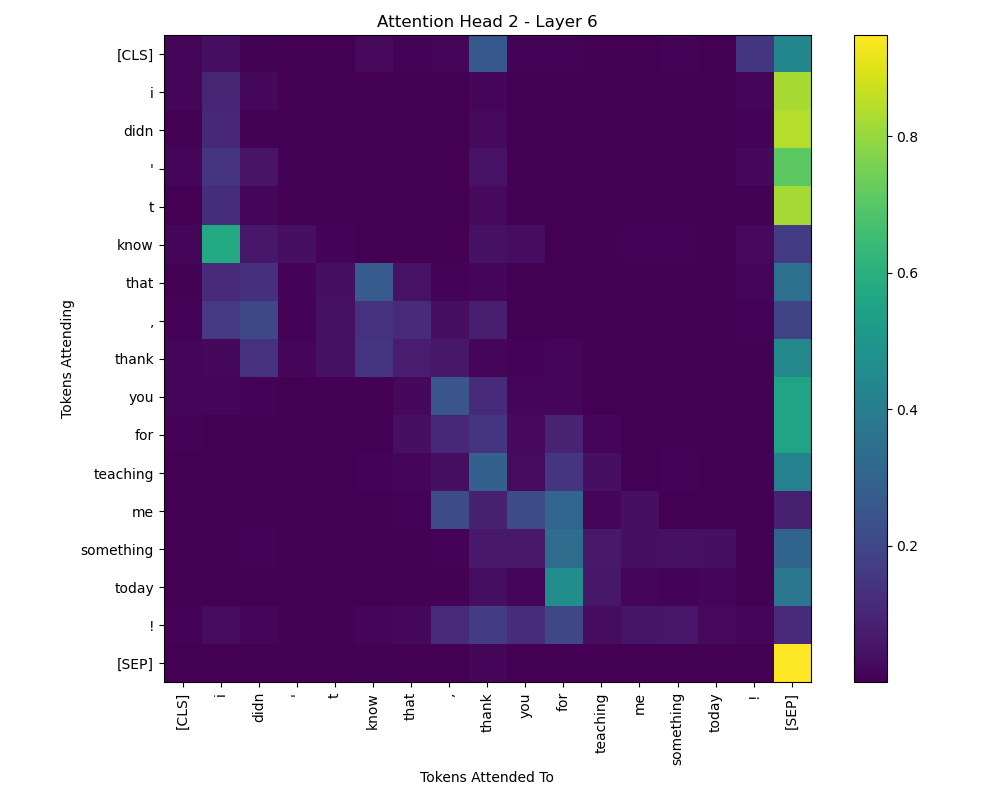 Attention Head 2 - Layer 6
Tokens Attending
[CLS]
i
didn
'
t
know
that
,
thank
you
for
teaching
me
something
today
!
[SEP]
[CLS]
i
didn
'
t
know
that
,
thank
you
for
teaching
me
something
today
!
[SEP]
Tokens Attended To
0.8
0.6
0.4
0.2